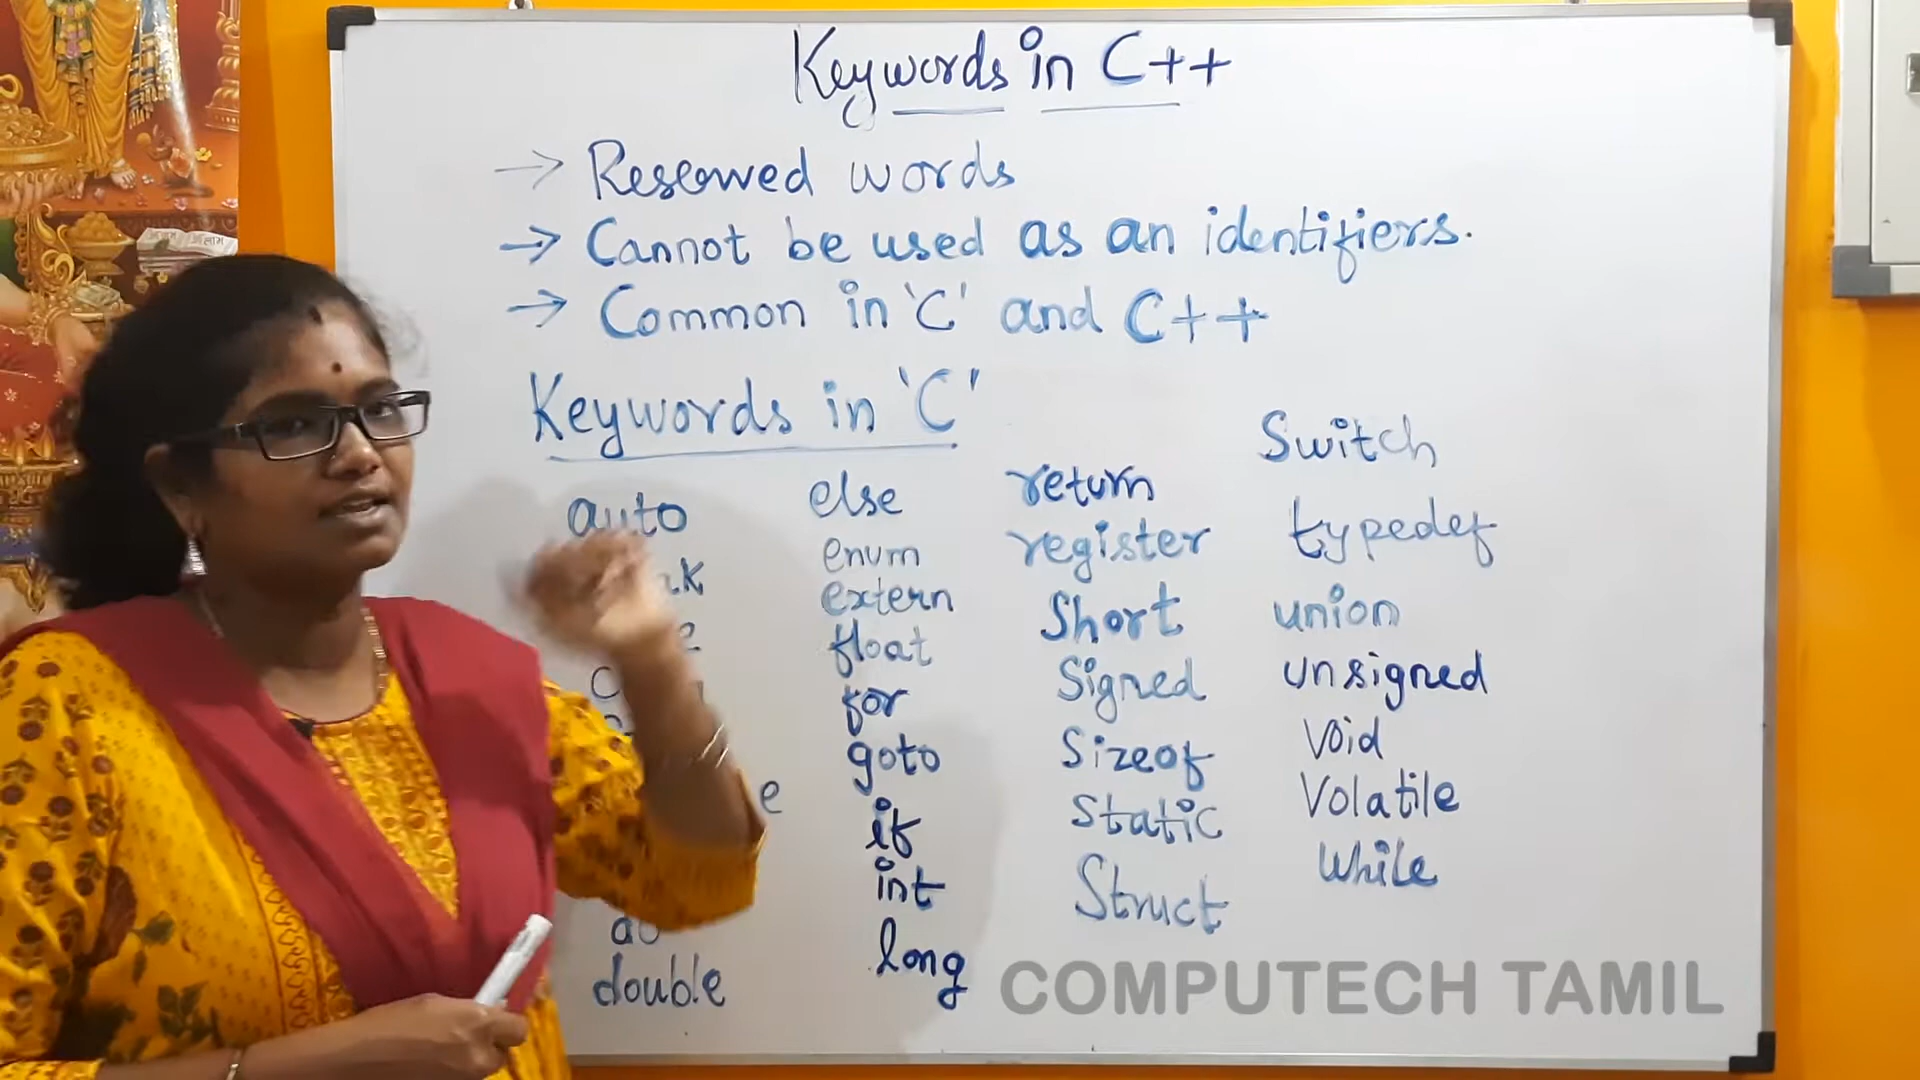 Keywords in C++
→ Reserved words
→ Cannot be used as an identifiers.
→ Common in 'C' and C++
Keywords in 'C'
auto
double
else
enum
extern
float
for
goto
if
int
long
return
register
Short
Signed
Sizeof
Static
Struct
Switch
typedef
union
unsigned
Void
Volatile
While
COMPUTECH TAMIL